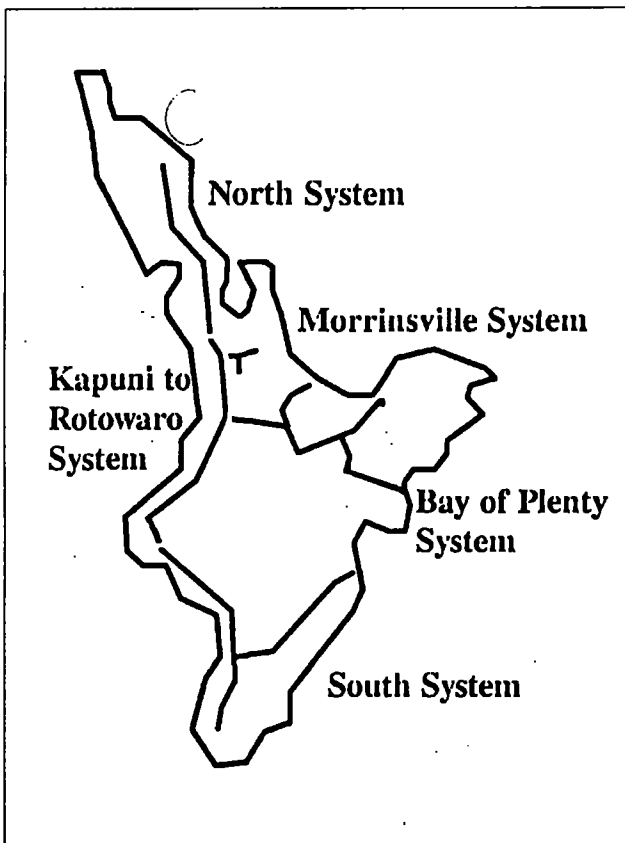 North System
Morrinsville System
Kapuni to
Rotowaro
System
Bay of Plenty
System
South System